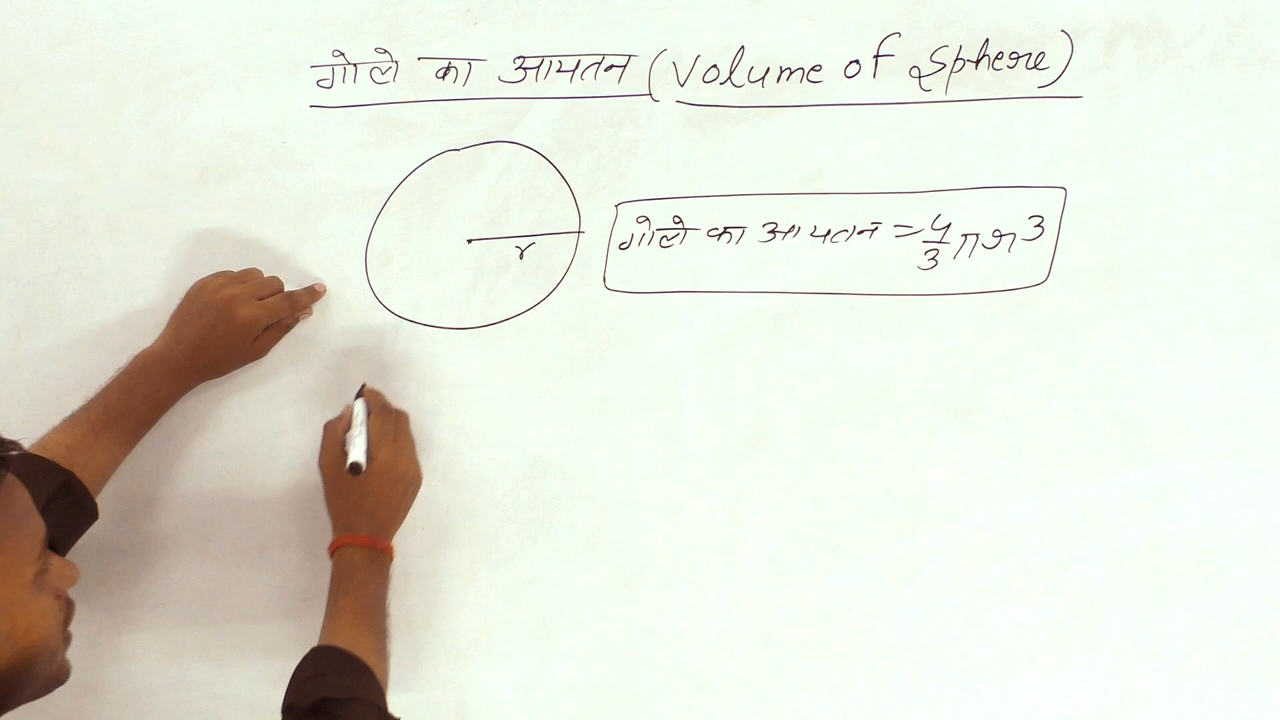 गोले का आयतन (Volume of Sphere)
r
गोले का आयतन = 4/3 πr³